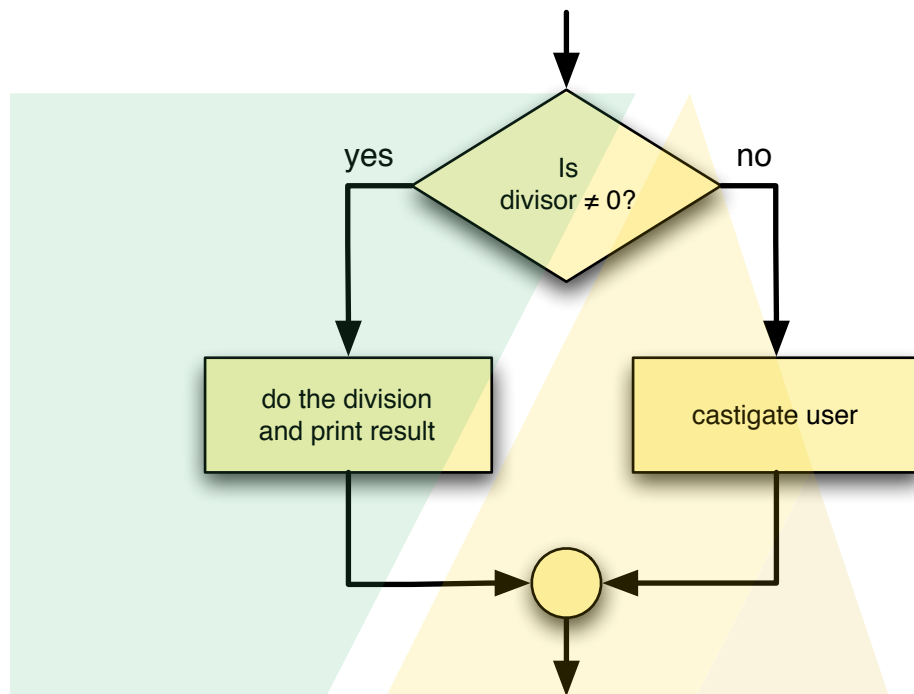 yes
Is
divisor ≠ 0?
no
do the division
and print result
castigate user